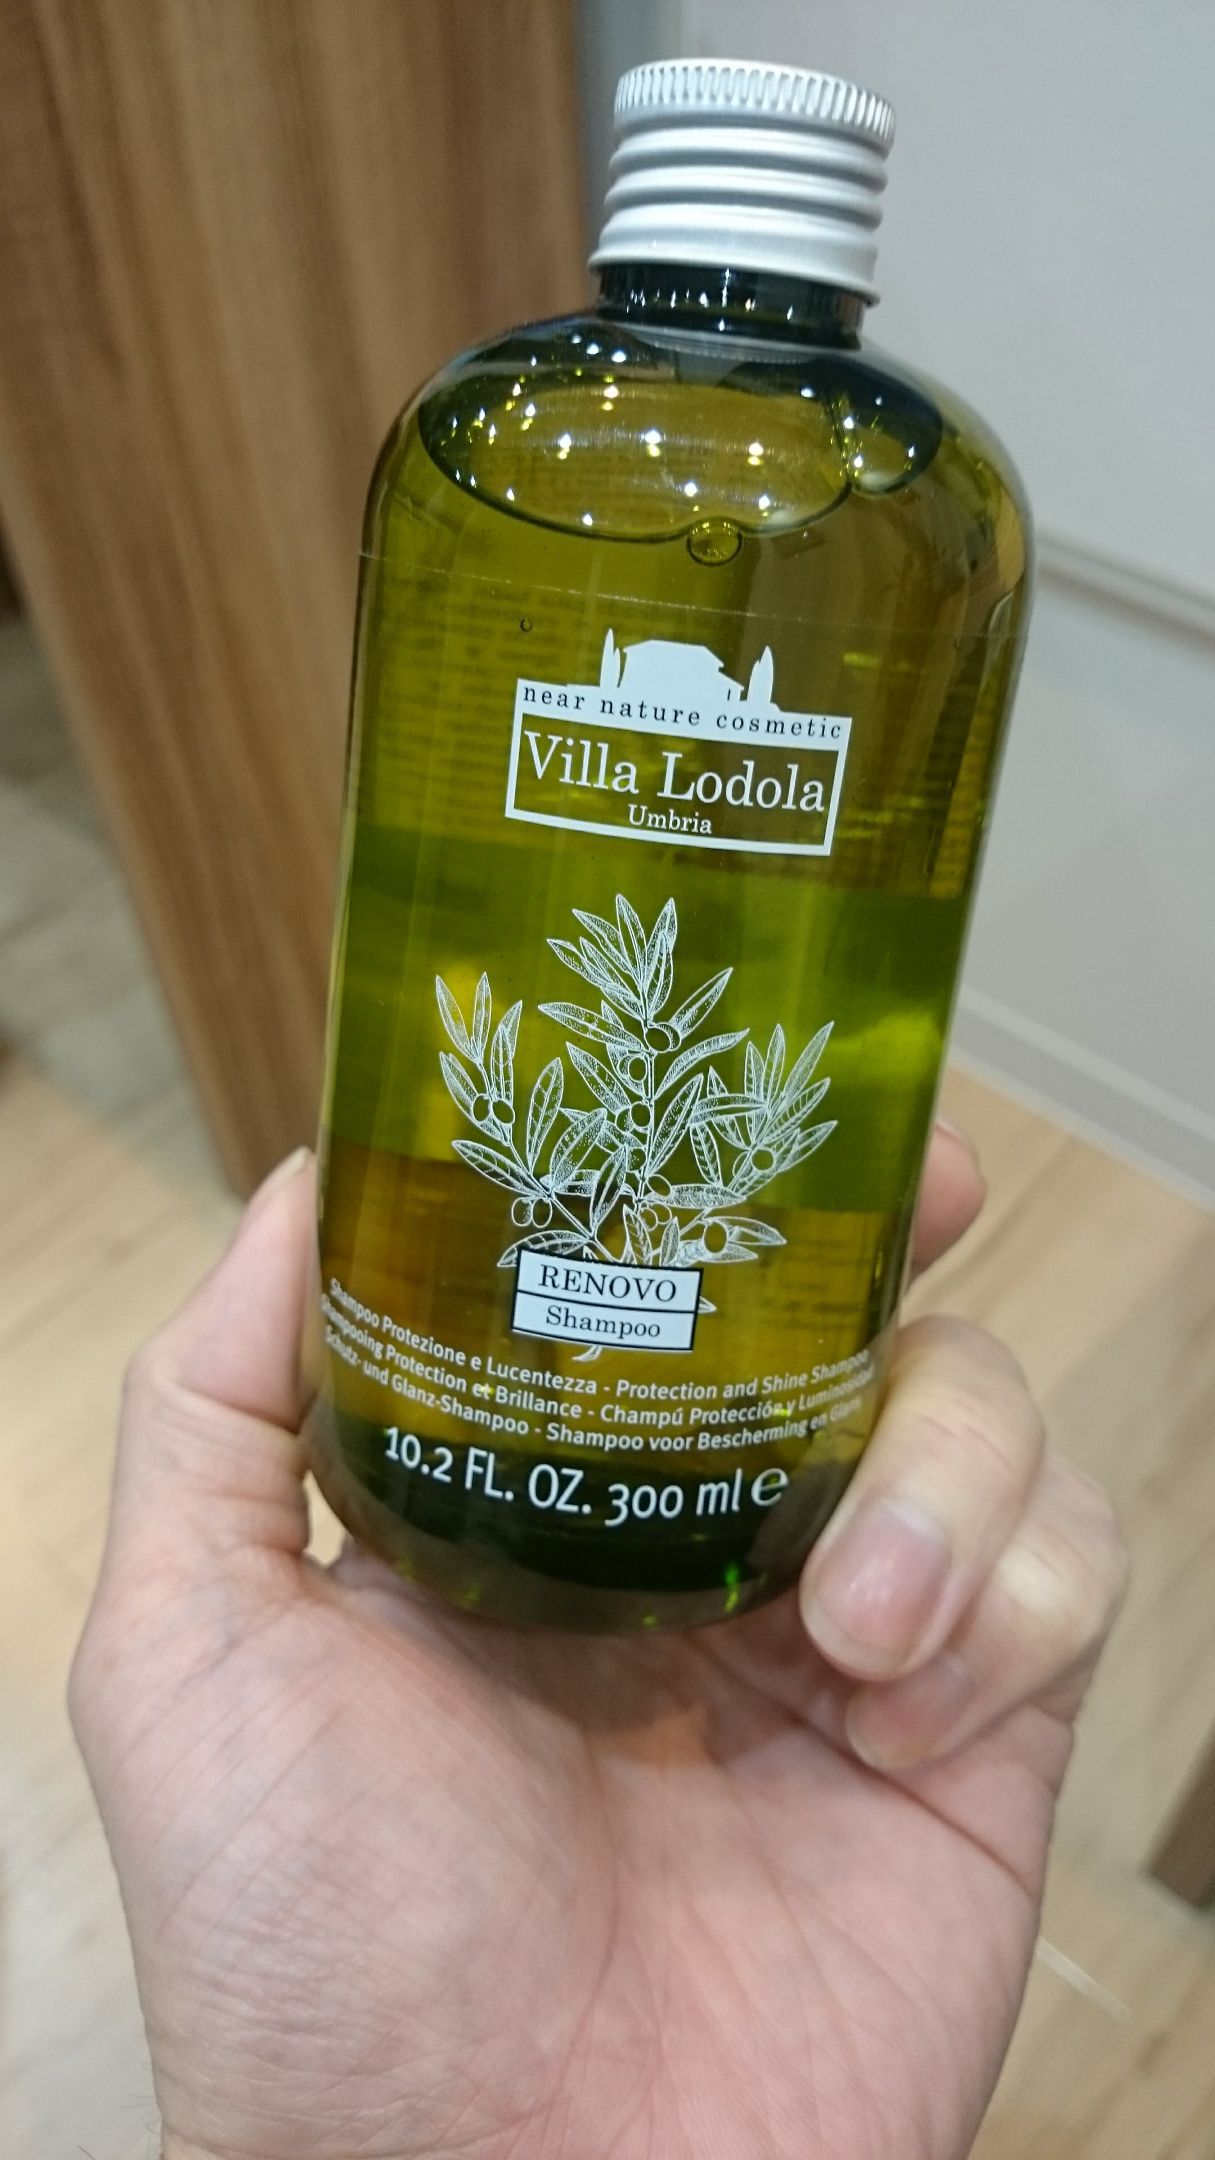 near nature cosmetic
Villa Lodola
Umbria
RENOVO
Shampoo
Shampoo Protezione e Lucentezza - Protection and Shine Shampoo
Shampooing Protection et Brillance - Champú Protección y Luminosidad
Schutz- und Glanz-Shampoo - Shampoo voor Bescherming en Glans
10.2 FL. OZ. 300 ml ℮